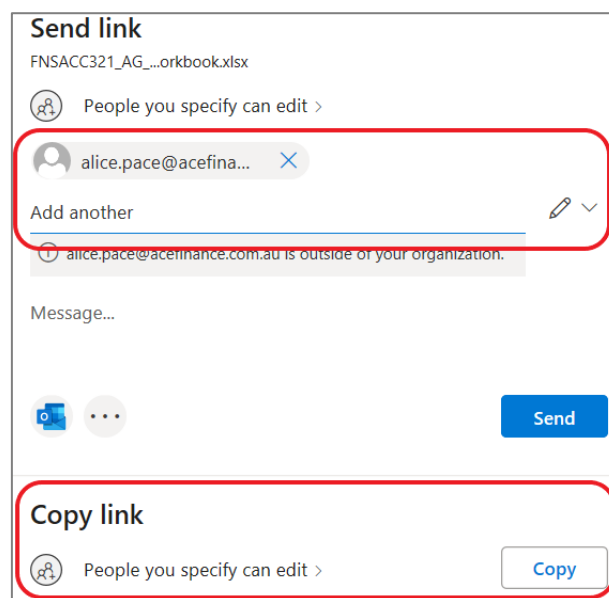 Send link
FNSACC321_AG_...orkbook.xlsx
People you specify can edit >
alice.pace@acefina... X
Add another
alice.pace@acefinance.com.au is outside of your organization.
Message...
Send
Copy link
People you specify can edit >
Copy